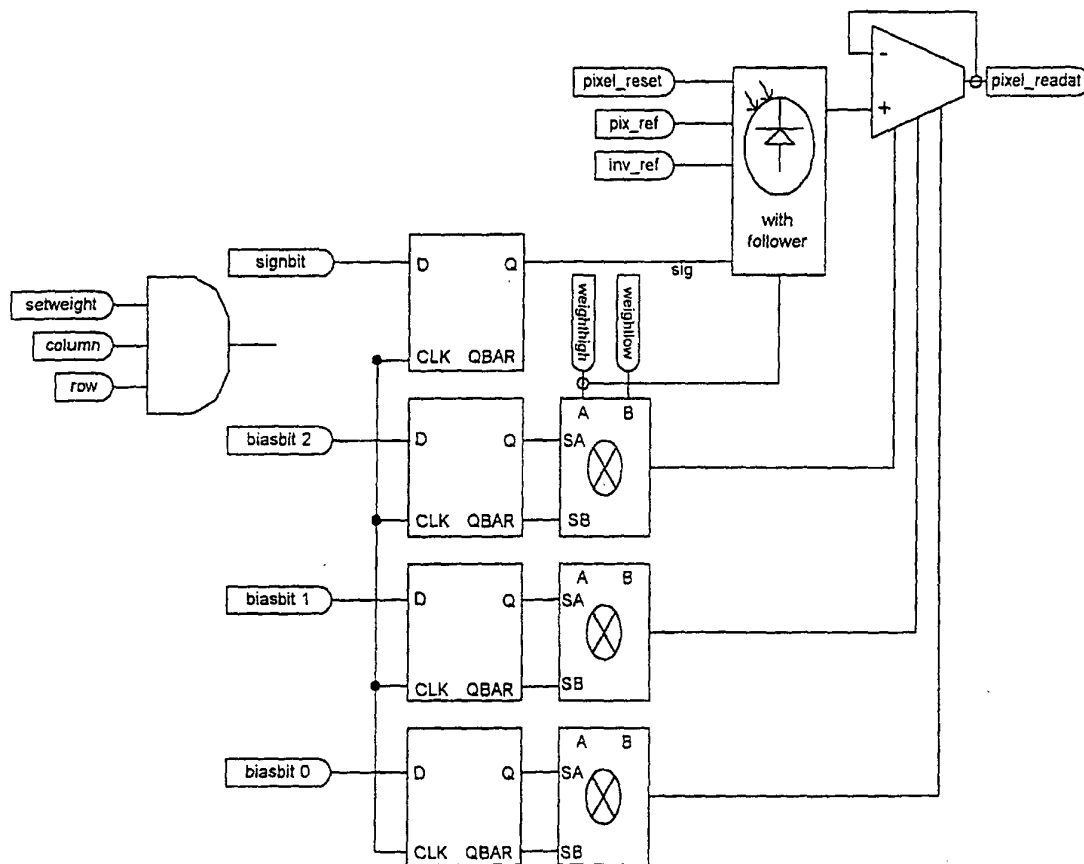 pixel_reset
pix_ref
inv_ref
-
+
pixel_readat
with
follower
signbit
D
Q
sig
CLK
QBAR
setweight
column
row
weighthigh
weightlow
A
B
biasbit 2
D
Q
SA
CLK
QBAR
SB
A
B
biasbit 1
D
Q
SA
CLK
QBAR
SB
A
B
biasbit 0
D
Q
SA
CLK
QBAR
SB